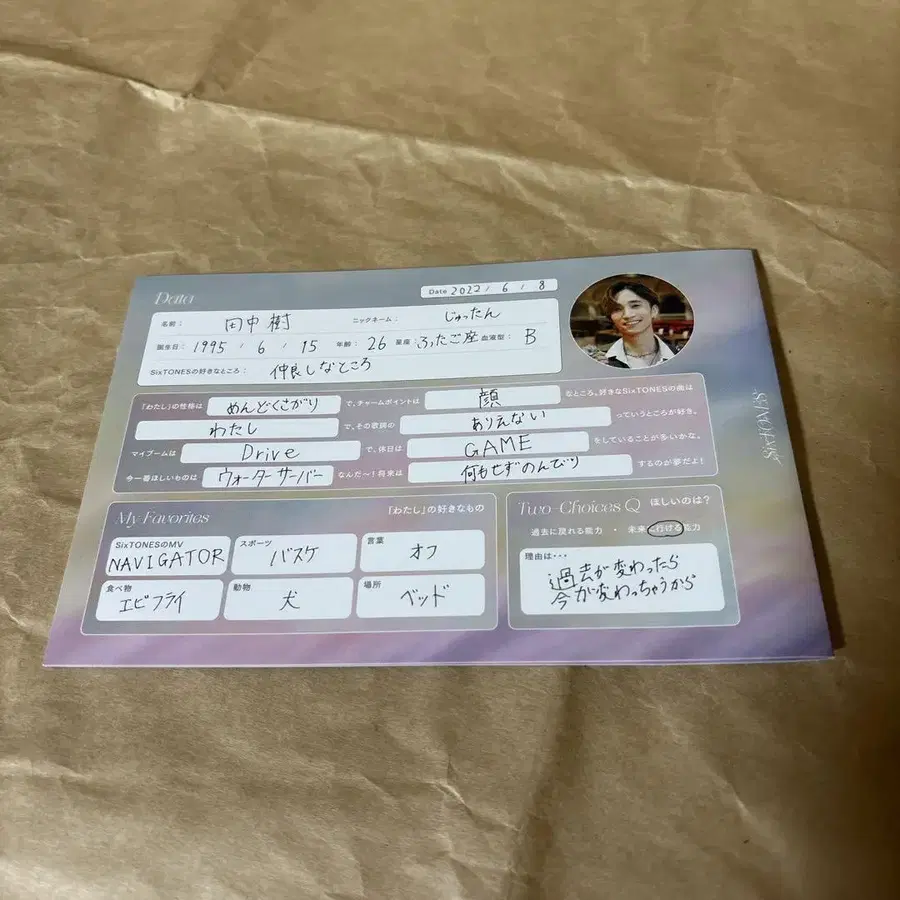 Data
Date 2022 / 6 / 8
名前： 田中樹 ニックネーム： じゅったん
誕生日： 1995 / 6 / 15 年齢： 26 星座： ふたご座 血液型： B
SixTONESの好きなところ： 仲良しなところ
「わたし」の性格は めんどくさがり で、チャームポイントは 顔 なところ。好きなSixTONESの曲は
わたし で、その歌詞の ありえない っていうところが好き。
マイブームは Drive で、休日は GAME をしていることが多いかな。
今一番ほしいものは ウォーターサーバー なんだ〜！将来は 何もせずのんびり するのが夢だよ！
My Favorites 「わたし」の好きなもの
SixTONESのMV NAVIGATOR
スポーツ バスケ
言葉 オフ
食べ物 エビフライ
動物 犬
場所 ベッド
Two-Choices Q ほしいのは？
過去に戻れる能力 ・ 未来に行ける能力
理由は…
過去が変わったら
今が変わっちゃうから
SixTONES